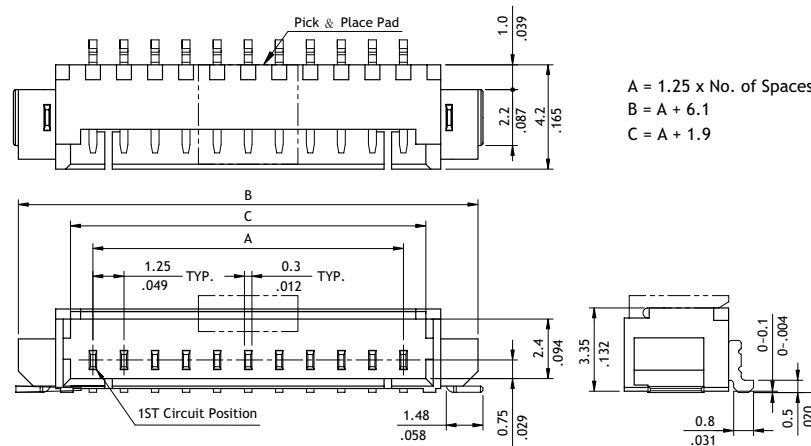 Pick & Place Pad
1.0
.039
2.2
.087
4.2
.165
A = 1.25 x No. of Spaces
B = A + 6.1
C = A + 1.9
B
C
A
1.25
.049
TYP.
0.3
.012
TYP.
2.4
.094
1ST Circuit Position
1.48
.058
0.75
.029
3.35
.132
0~0.1
0~.004
0.8
.031
0.5
.020